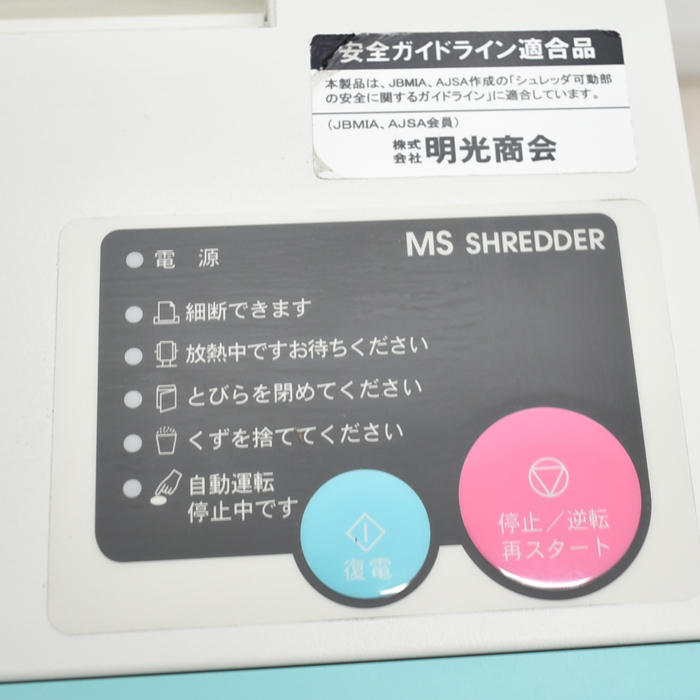 安全ガイドライン適合品
本製品は、JBMIA、AJSA作成の「シュレッダ可動部
の安全に関するガイドライン」に適合しています。
(JBMIA、AJSA会員)
株式会社 明光商会
MS SHREDDER
電源
細断できます
放熱中ですお待ちください
とびらを閉めてください
くずを捨ててください
自動運転
停止中です
復電
停止/逆転
再スタート